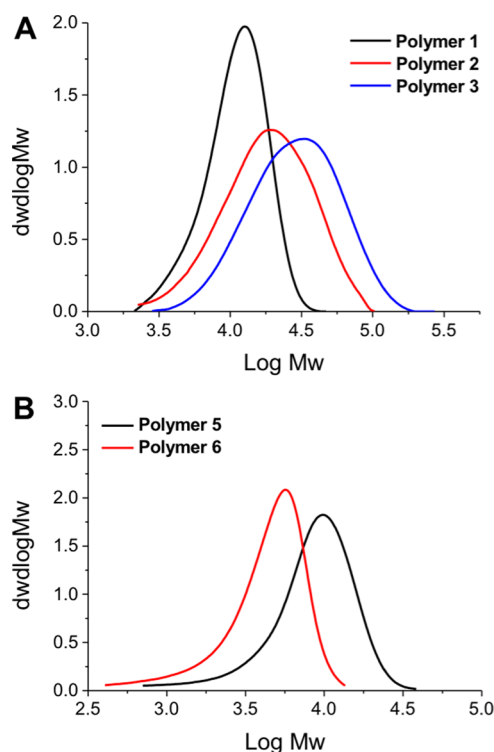 A
2.0
1.5
1.0
0.5
0.0
dwdlogMw
Polymer 1
Polymer 2
Polymer 3
3.0 3.5 4.0 4.5 5.0 5.5
Log Mw
B
3.0
2.5
2.0
1.5
1.0
0.5
0.0
dwdlogMw
Polymer 5
Polymer 6
2.5 3.0 3.5 4.0 4.5 5.0
Log Mw